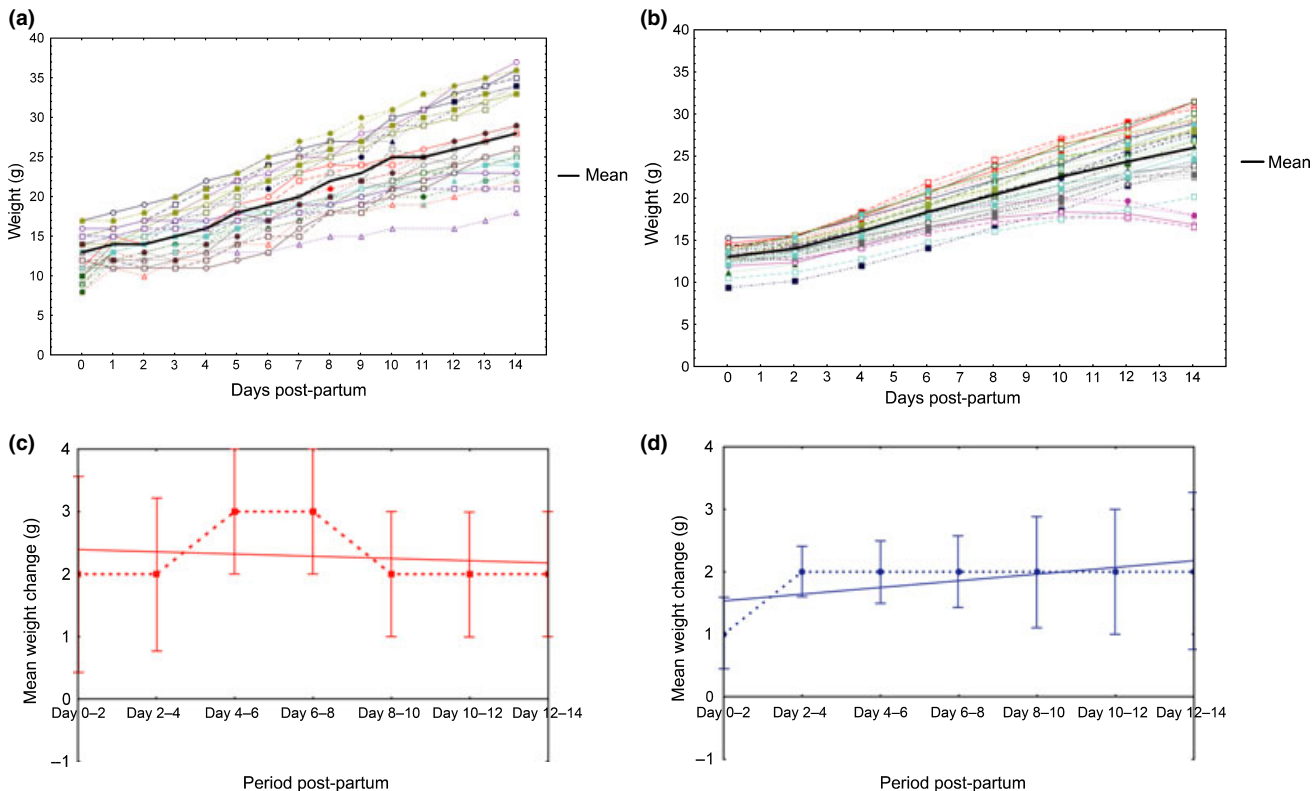 (a)
40
35
30
25
20
15
10
5
0
Weight (g)
0 1 2 3 4 5 6 7 8 9 10 11 12 13 14
Days post-partum
Mean
(b)
40
35
30
25
20
15
10
5
0
Weight (g)
0 1 2 3 4 5 6 7 8 9 10 11 12 13 14
Days post-partum
Mean
(c)
4
3
2
1
0
–1
Mean weight change (g)
Day 0–2 Day 2–4 Day 4–6 Day 6–8 Day 8–10 Day 10–12 Day 12–14
Period post-partum
(d)
4
3
2
1
0
–1
Mean weight change (g)
Day 0–2 Day 2–4 Day 4–6 Day 6–8 Day 8–10 Day 10–12 Day 12–14
Period post-partum